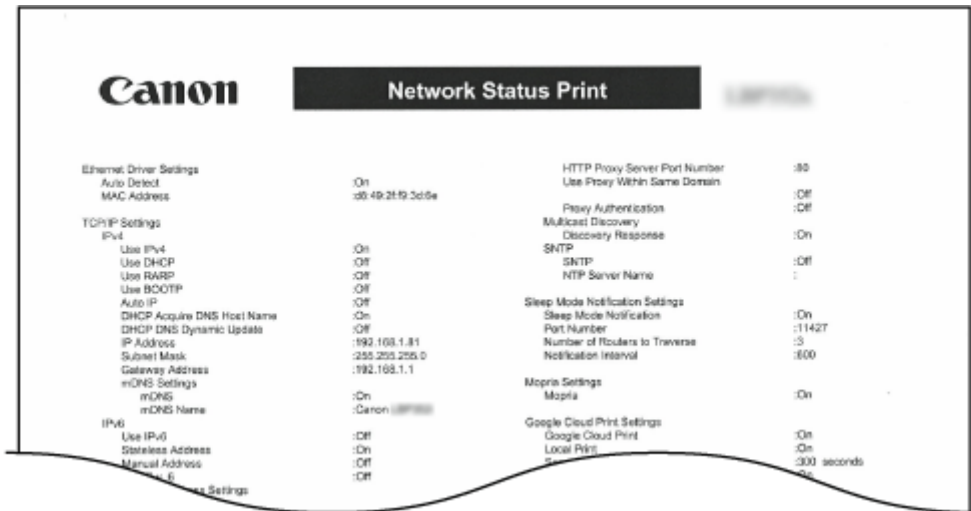 Canon
Network Status Print
Ethernet Driver Settings
Auto Detect :On
MAC Address :d8:49:2f:f9:3d:6e
TCP/IP Settings
IPv4
Use IPv4 :On
Use DHCP :Off
Use RARP :Off
Use BOOTP :Off
Auto IP :Off
DHCP Acquire DNS Host Name :On
DHCP DNS Dynamic Update :Off
IP Address :192.168.1.81
Subnet Mask :255.255.255.0
Gateway Address :192.168.1.1
mDNS Settings
mDNS :On
mDNS Name :Canon
IPv6
Use IPv6 :Off
Stateless Address :On
Manual Address :Off
6 :Off
Settings
HTTP Proxy Server Port Number :80
Use Proxy Within Same Domain
:Off
Proxy Authentication :Off
Multicast Discovery
Discovery Response :On
SNTP
SNTP :Off
NTP Server Name :
Sleep Mode Notification Settings
Sleep Mode Notification :On
Port Number :11427
Number of Routers to Traverse :3
Notification Interval :600
Mopria Settings
Mopria :On
Google Cloud Print Settings
Google Cloud Print :On
Local Print :On
:300 seconds
:On